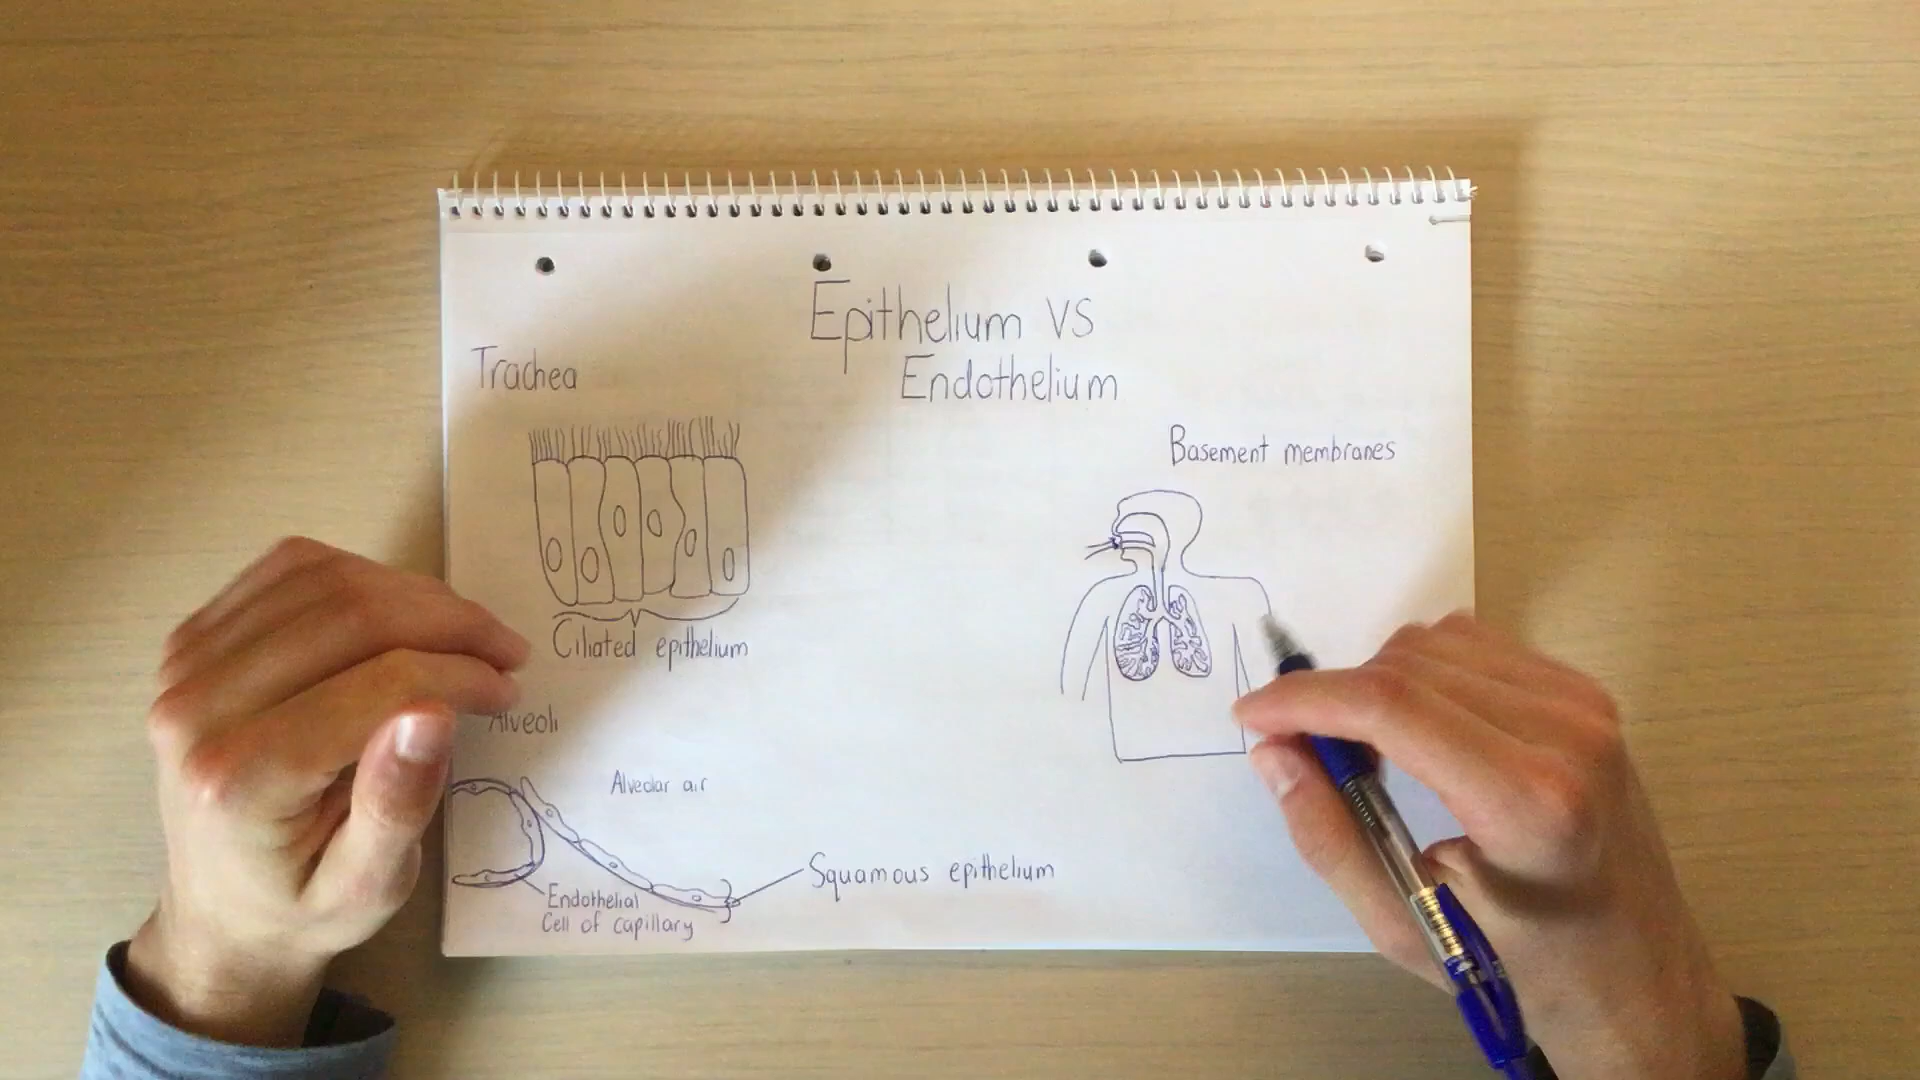 Epithelium VS
Endothelium
Trachea
Basement membranes
Ciliated epithelium
Alveoli
Alveolar air
Squamous epithelium
Endothelial
Cell of capillary